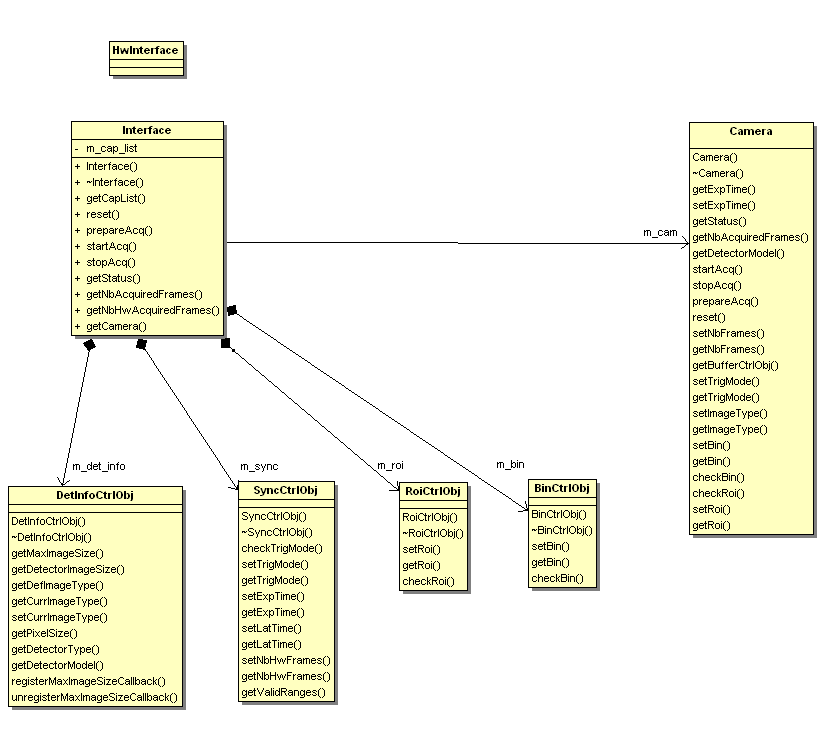 HwInterface
Interface
- m_cap_list
+ Interface()
+ ~Interface()
+ getCapList()
+ reset()
+ prepareAcq()
+ startAcq()
+ stopAcq()
+ getStatus()
+ getNbAcquiredFrames()
+ getNbHwAcquiredFrames()
+ getCamera()
m_cam
Camera
Camera()
~Camera()
getExpTime()
setExpTime()
getStatus()
getNbAcquiredFrames()
getDetectorModel()
startAcq()
stopAcq()
prepareAcq()
reset()
setNbFrames()
getNbFrames()
getBufferCtrlObj()
setTrigMode()
getTrigMode()
setImageType()
getImageType()
setBin()
getBin()
checkBin()
checkRoi()
setRoi()
getRoi()
m_det_info
m_sync
m_roi
m_bin
DetInfoCtrlObj
DetInfoCtrlObj()
~DetInfoCtrlObj()
getMaxImageSize()
getDetectorImageSize()
getDefImageType()
getCurrImageType()
setCurrImageType()
getPixelSize()
getDetectorType()
getDetectorModel()
registerMaxImageSizeCallback()
unregisterMaxImageSizeCallback()
SyncCtrlObj
SyncCtrlObj()
~SyncCtrlObj()
checkTrigMode()
setTrigMode()
getTrigMode()
setExpTime()
getExpTime()
setLatTime()
getLatTime()
setNbHwFrames()
getNbHwFrames()
getValidRanges()
RoiCtrlObj
RoiCtrlObj()
~RoiCtrlObj()
setRoi()
getRoi()
checkRoi()
BinCtrlObj
BinCtrlObj()
~BinCtrlObj()
setBin()
getBin()
checkBin()